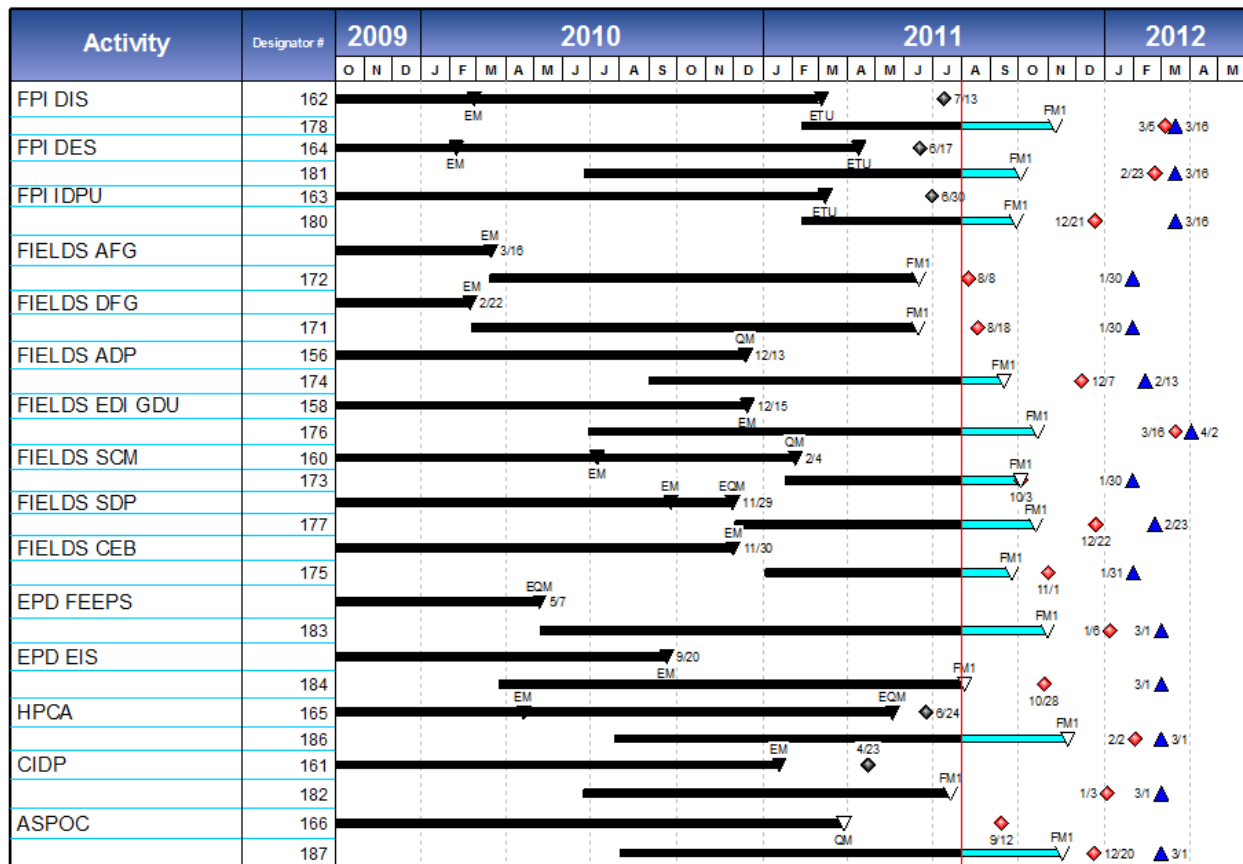 Activity Designator # 2009 2010 2011 2012
O N D J F M A M J J A S O N D J F M A M J J A S O N D J F M A M
FPI DIS 162 EM ETU 7/13
178 FM1 3/5 3/16
FPI DES 164 EM ETU 6/17
181 FM1 2/23 3/16
FPI IDPU 163 ETU 6/30
180 FM1 12/21 3/16
FIELDS AFG EM 3/16
172 FM1 8/8 1/30
FIELDS DFG EM 2/22
171 FM1 8/18 1/30
FIELDS ADP 156 QM 12/13
174 FM1 12/7 2/13
FIELDS EDI GDU 158 EM 12/15
176 FM1 3/16 4/2
FIELDS SCM 160 EM QM 2/4
173 FM1 10/3 1/30
FIELDS SDP EM EQM 11/29
177 FM1 12/22 2/23
FIELDS CEB EM 11/30
175 FM1 11/1 1/31
EPD FEEPS EQM 5/7
183 FM1 1/6 3/1
EPD EIS EM 9/20
184 FM1 10/28 3/1
HPCA 165 EM EQM 6/24
186 FM1 2/2 3/1
CIDP 161 EM 4/23
182 FM1 1/3 3/1
ASPOC 166 QM 9/12
187 FM1 12/20 3/1